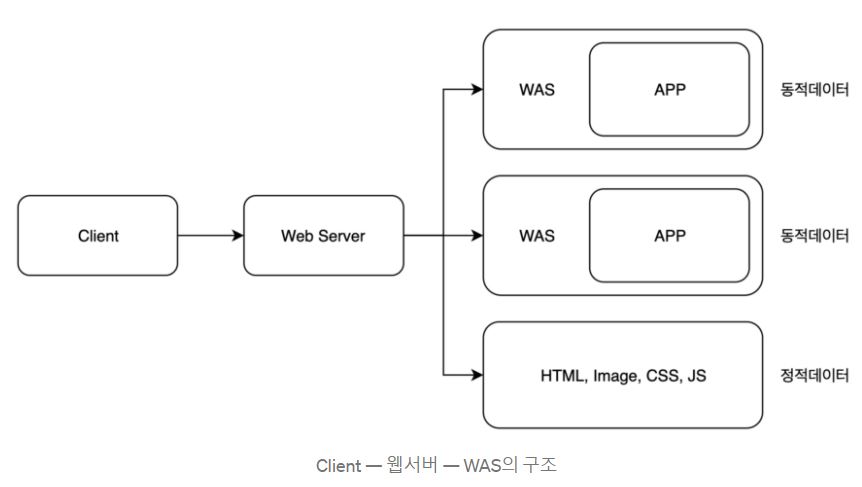 WAS
APP
동적데이터
Client
Web Server
WAS
APP
동적데이터
HTML, Image, CSS, JS
정적데이터
Client — 웹서버 — WAS의 구조